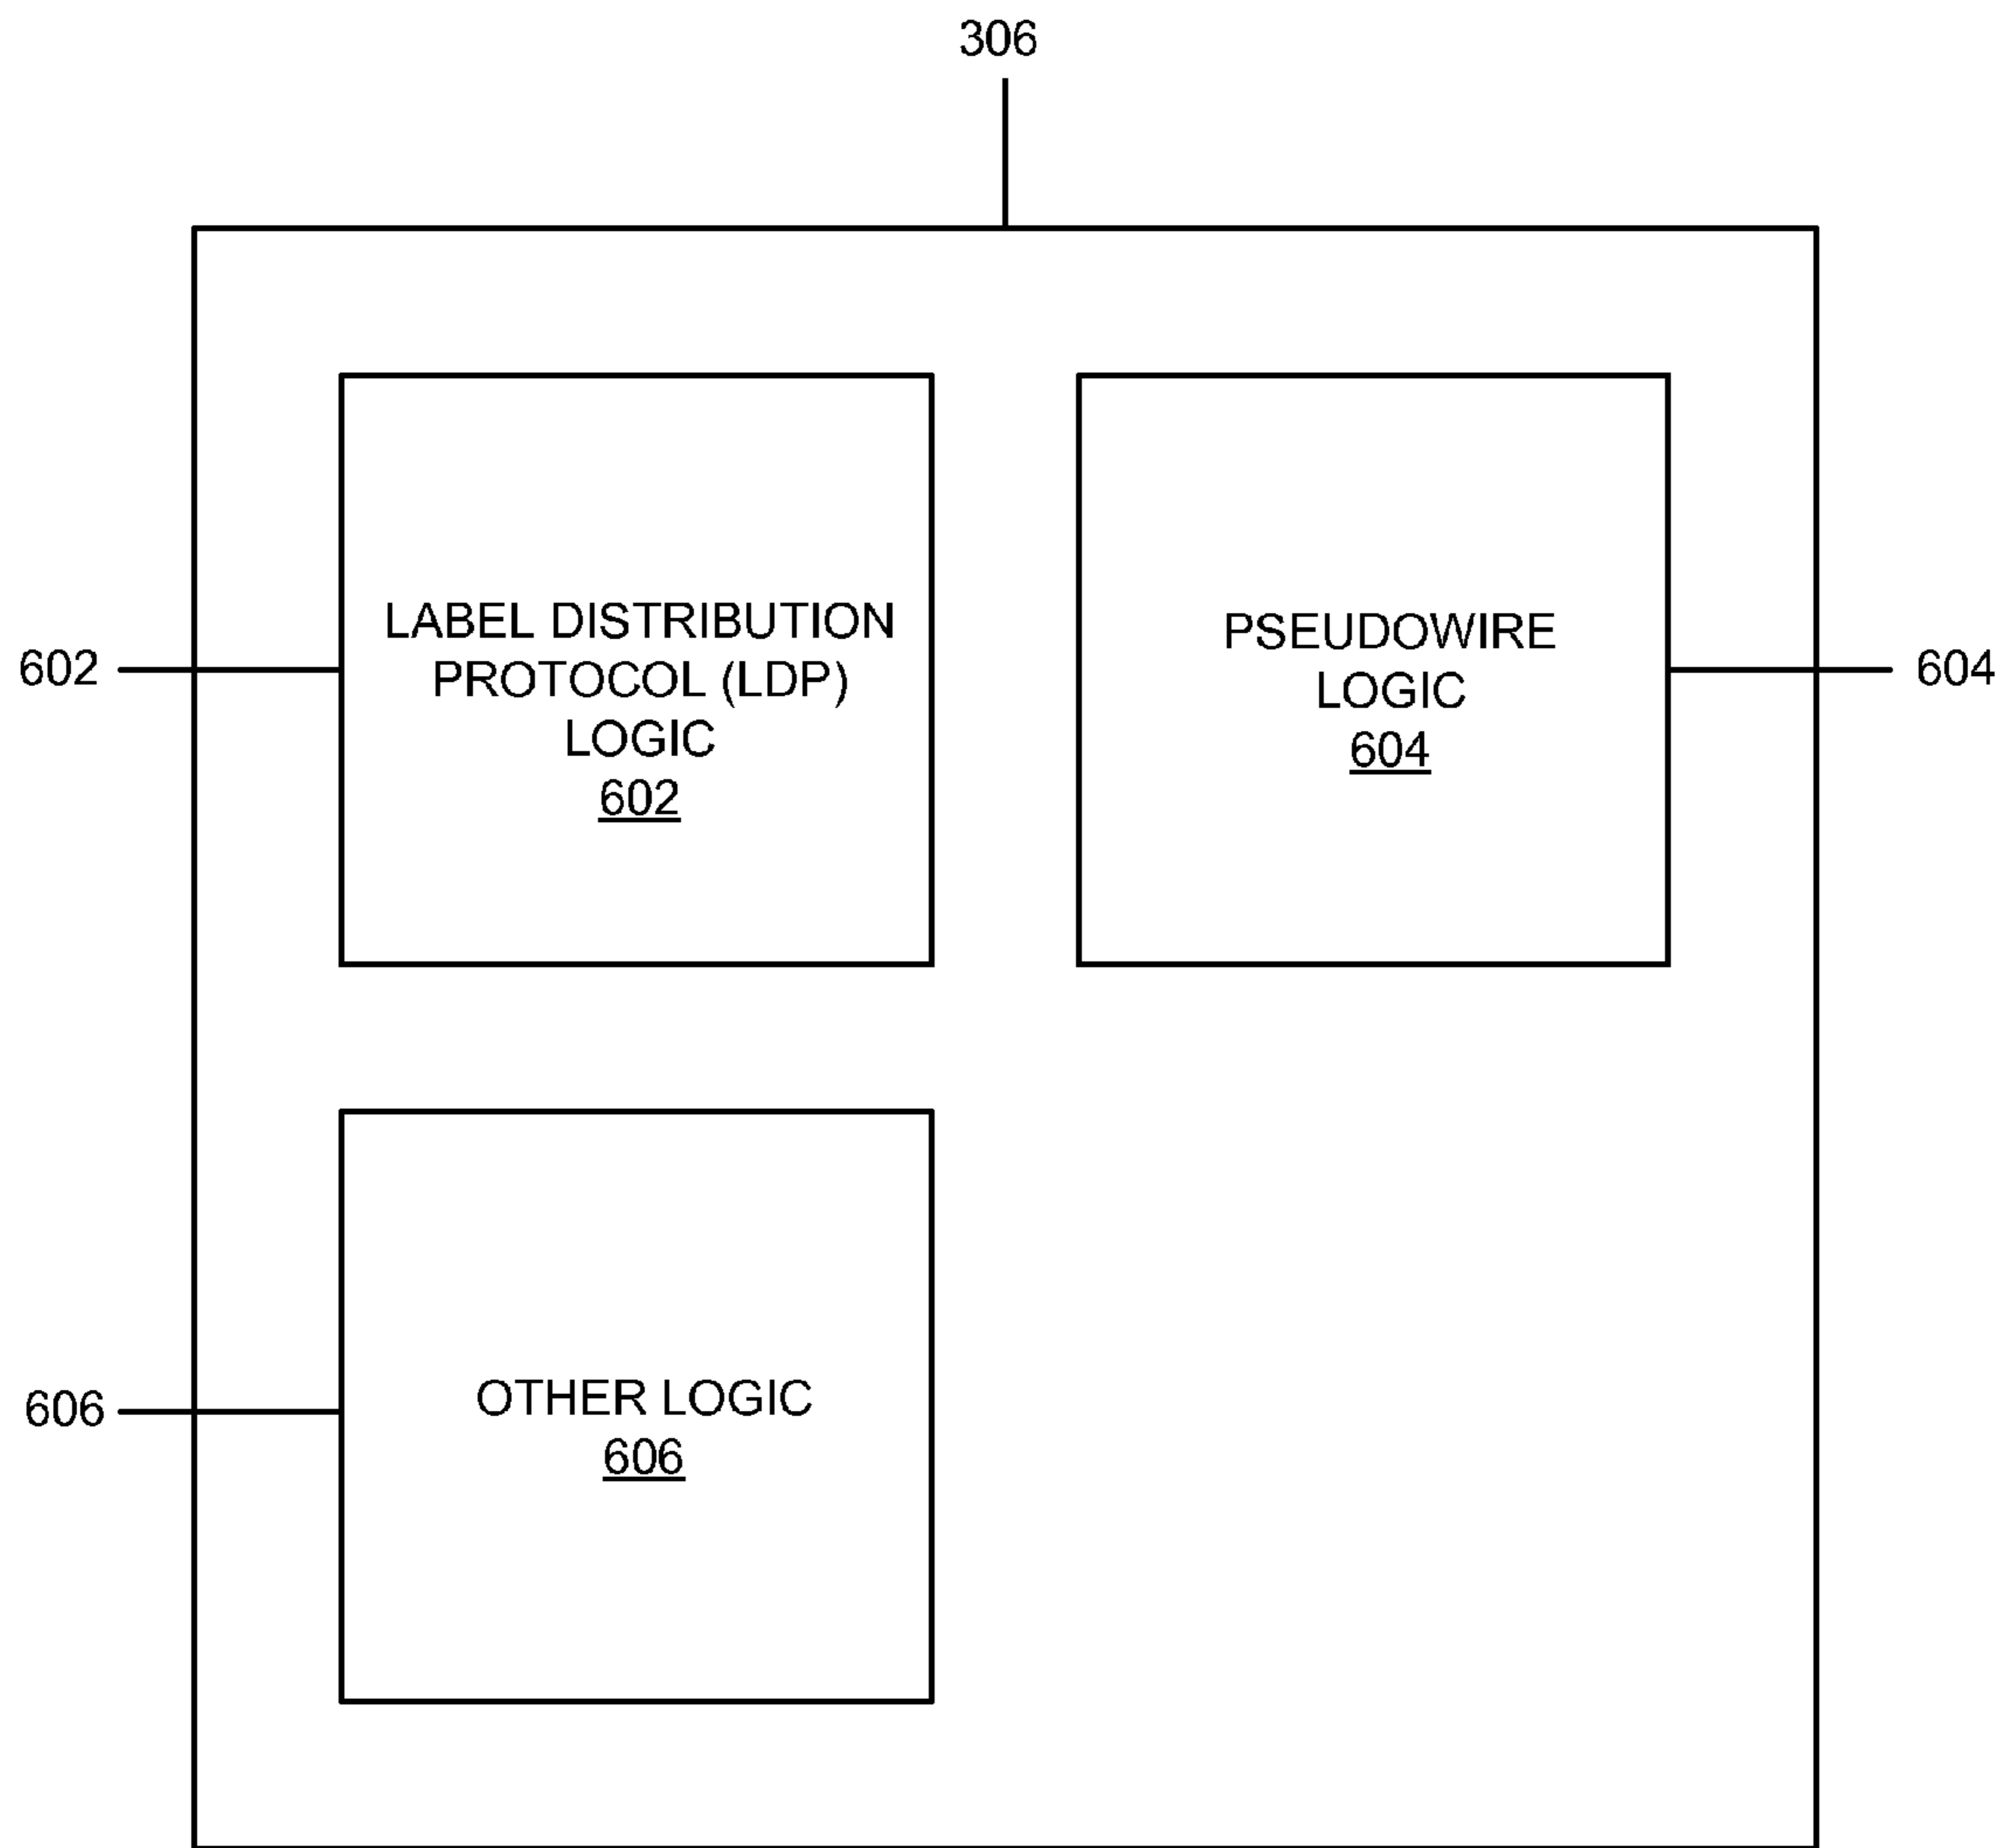 306
LABEL DISTRIBUTION
PROTOCOL (LDP)
LOGIC
602
PSEUDOWIRE
LOGIC
604
602
604
OTHER LOGIC
606
606